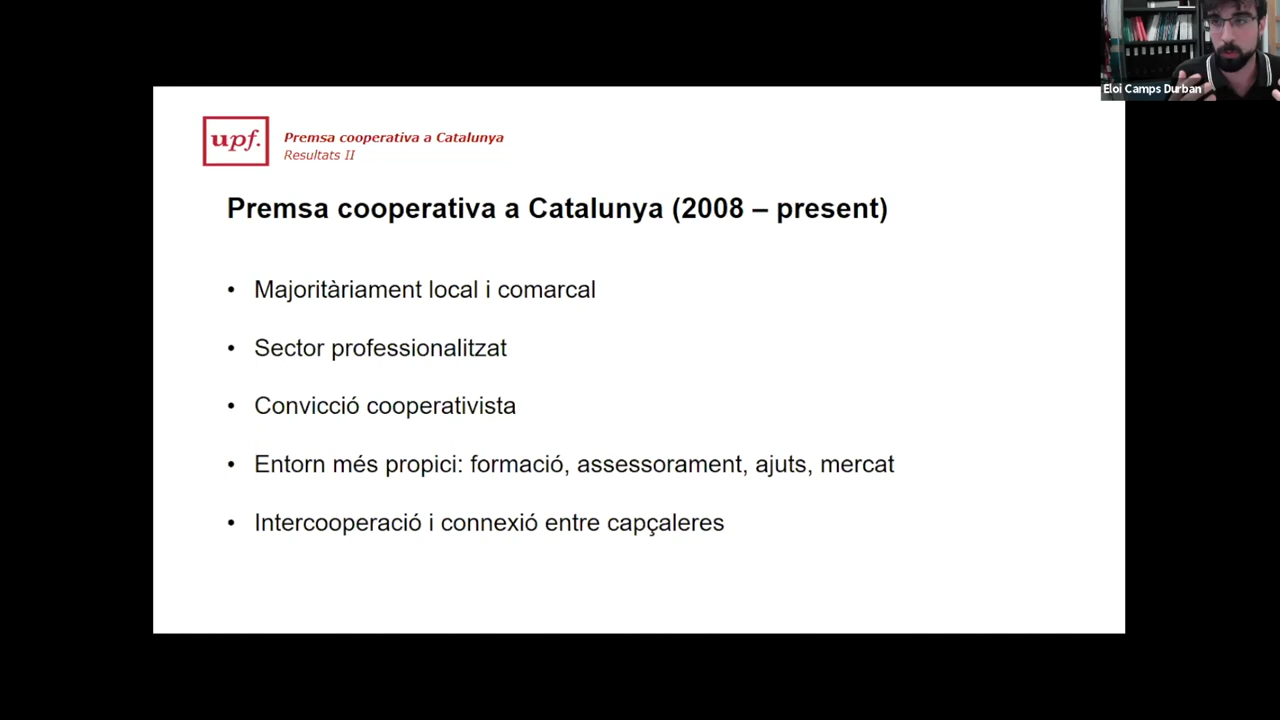 Eloi Camps Durban
upf.
Premsa cooperativa a Catalunya
Resultats II
Premsa cooperativa a Catalunya (2008 – present)
• Majoritàriament local i comarcal
• Sector professionalitzat
• Convicció cooperativista
• Entorn més propici: formació, assessorament, ajuts, mercat
• Intercooperació i connexió entre capçaleres